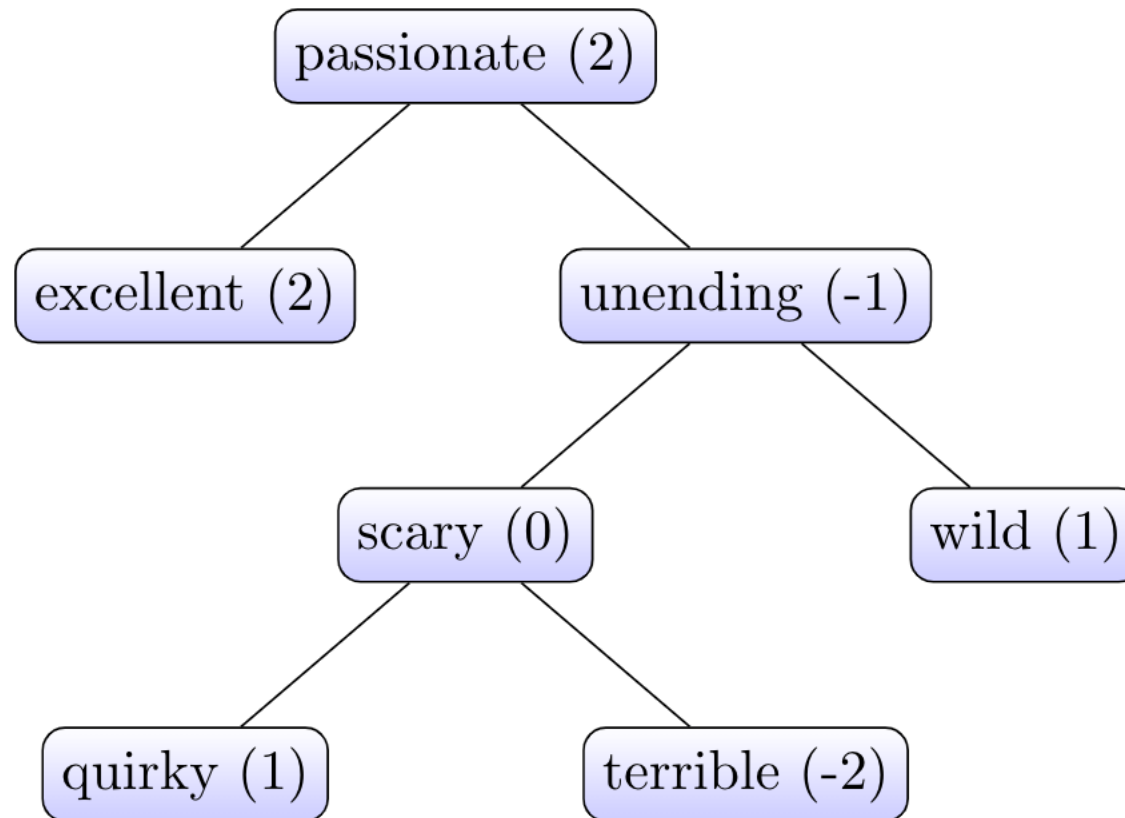 passionate (2)
excellent (2)
unending (-1)
scary (0)
wild (1)
quirky (1)
terrible (-2)